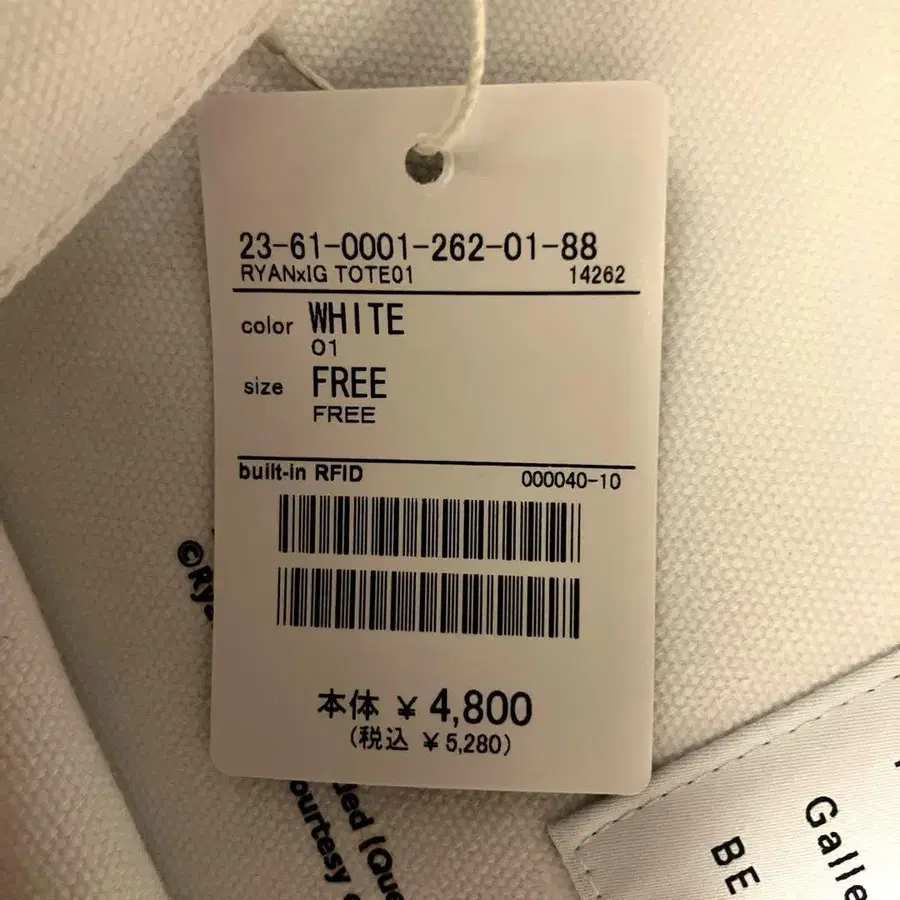 23-61-0001-262-01-88
RYANxIG TOTE01 14262
color WHITE
01
size FREE
FREE
built-in RFID 000040-10
本体 ¥ 4,800
(税込 ¥5,280)
BE